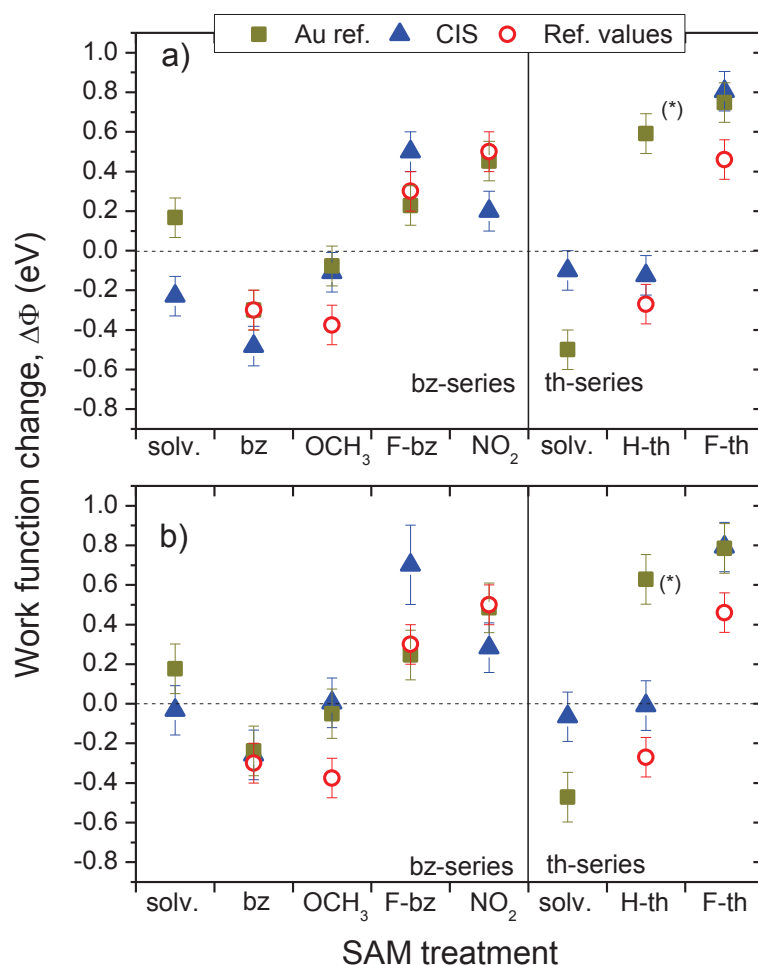 Au ref. CIS Ref. values
a)
1.0
0.8
0.6
0.4
0.2
0.0
-0.2
-0.4
-0.6
-0.8
(*)
bz-series th-series
solv. bz OCH₃ F-bz NO₂ solv. H-th F-th
Work function change, ΔΦ (eV)
b)
1.0
0.8
0.6
0.4
0.2
0.0
-0.2
-0.4
-0.6
-0.8
(*)
bz-series th-series
solv. bz OCH₃ F-bz NO₂ solv. H-th F-th
SAM treatment